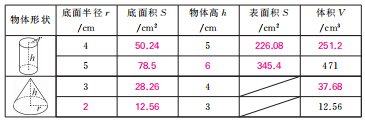 物体形状 底面半径 r /cm 底面积 S /cm² 物体高 h /cm 表面积 S /cm² 体积 V /cm³
r h 4 50.24 5 226.08 251.2
5 78.5 6 345.4 471
h r 3 28.26 4 37.68
2 12.56 3 12.56